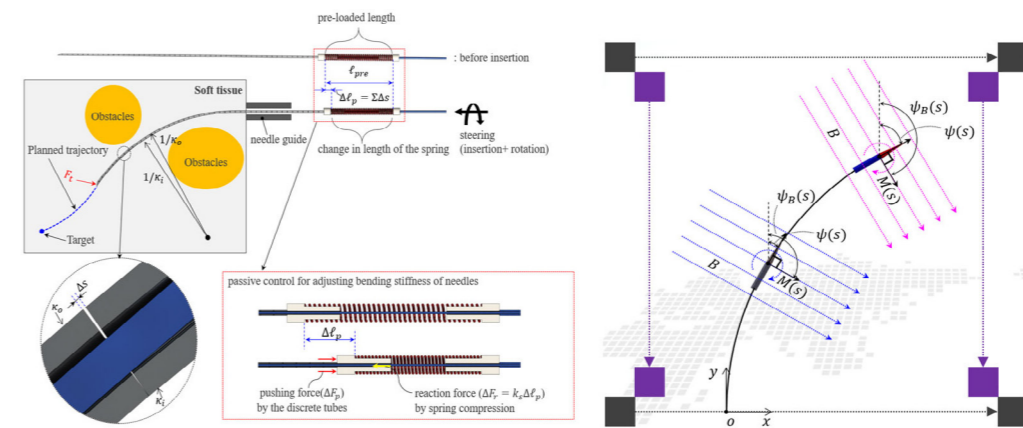 pre-loaded length
: before insertion
ℓ_pre
Δℓ_p = ΣΔs
Soft tissue
Obstacles
1/κ_o
needle guide
change in length of the spring
steering
(insertion+ rotation)
Planned trajectory
Obstacles
1/κ_i
F_t
Target
Δs
κ_o
κ_i
passive control for adjusting bending stiffness of needles
Δℓ_p
pushing force(ΔF_p)
by the discrete tubes
reaction force (ΔF_r = k_sΔℓ_p)
by spring compression
ψ_B(s)
B
ψ(s)
M(s)
ψ_B(s)
ψ(s)
B
M(s)
y
o
x